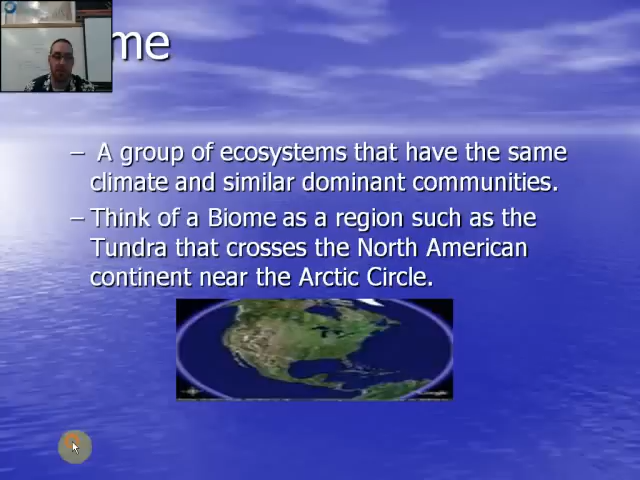 me
– A group of ecosystems that have the same
climate and similar dominant communities.
– Think of a Biome as a region such as the
Tundra that crosses the North American
continent near the Arctic Circle.